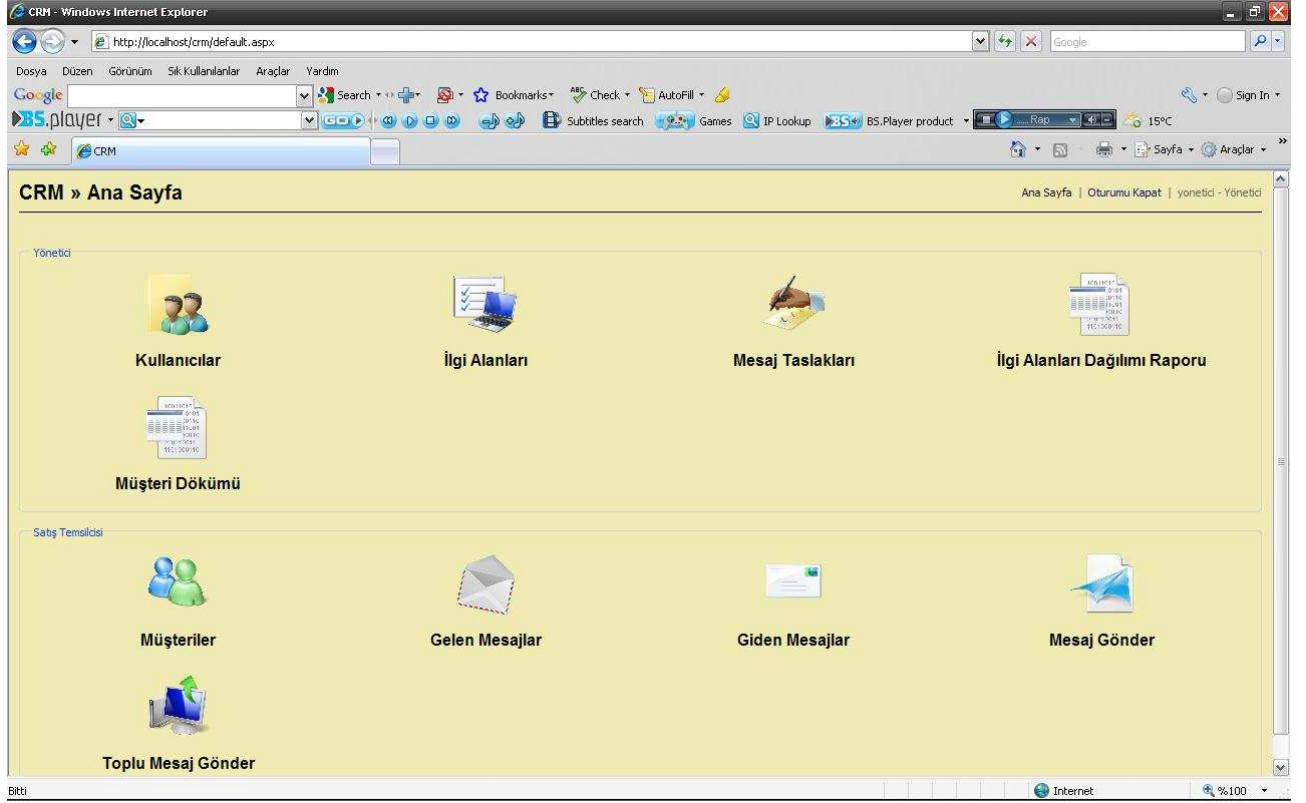 CRM - Windows Internet Explorer
http://localhost/crm/default.aspx
Google
Dosya Düzen Görünüm Sık Kullanılanlar Araçlar Yardım
Google Search Bookmarks ABC Check AutoFill Sign In
BS.player Subtitles search Games IP Lookup BS.Player product ....Rap 15°C
CRM Sayfa Araçlar »
CRM » Ana Sayfa
Ana Sayfa | Oturumu Kapat | yonetici - Yönetici
Yönetici
Kullanıcılar
İlgi Alanları
Mesaj Taslakları
İlgi Alanları Dağılımı Raporu
Müşteri Dökümü
Satış Temsilcisi
Müşteriler
Gelen Mesajlar
Giden Mesajlar
Mesaj Gönder
Toplu Mesaj Gönder
Bitti Internet %100